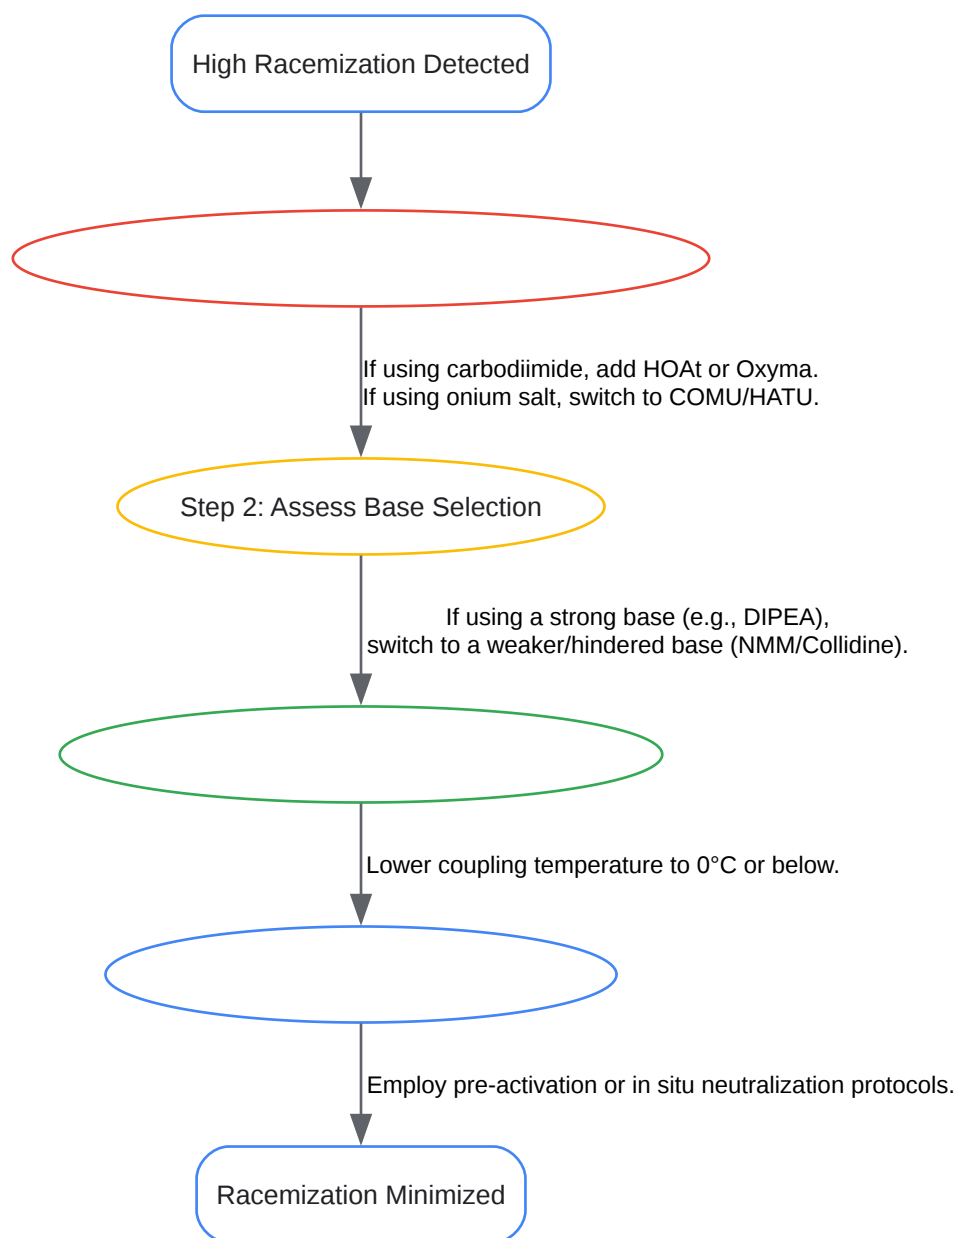 High Racemization Detected
If using carbodiimide, add HOAt or Oxyma.
If using onium salt, switch to COMU/HATU.
Step 2: Assess Base Selection
If using a strong base (e.g., DIPEA),
switch to a weaker/hindered base (NMM/Collidine).
Lower coupling temperature to 0°C or below.
Employ pre-activation or in situ neutralization protocols.
Racemization Minimized